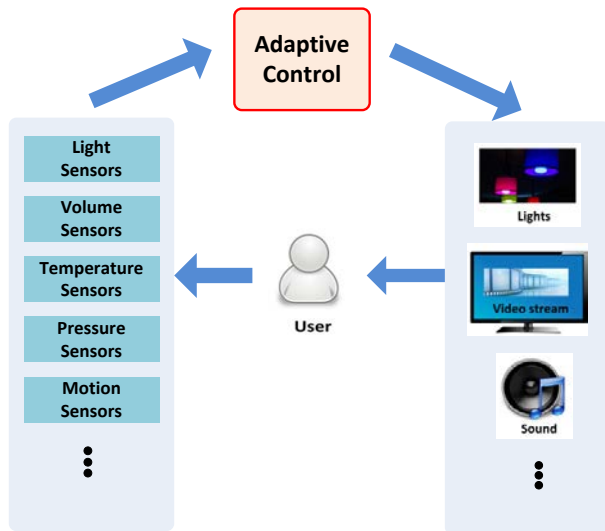 Adaptive
Control
Light
Sensors
Volume
Sensors
Temperature
Sensors
Pressure
Sensors
Motion
Sensors
User
Lights
Video stream
Sound